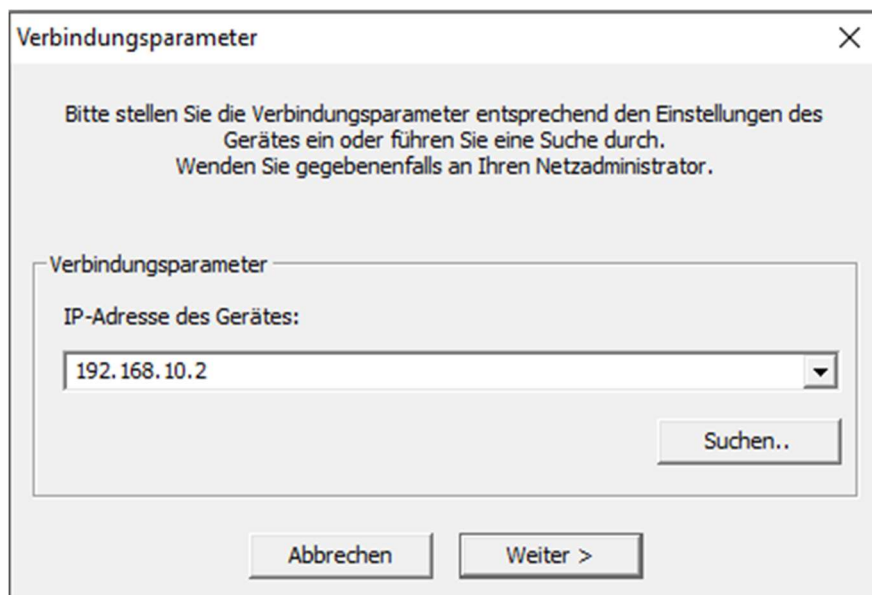 Verbindungsparameter
Bitte stellen Sie die Verbindungsparameter entsprechend den Einstellungen des
Gerätes ein oder führen Sie eine Suche durch.
Wenden Sie gegebenenfalls an Ihren Netzadministrator.
Verbindungsparameter
IP-Adresse des Gerätes:
192.168.10.2
Suchen..
Abbrechen
Weiter >